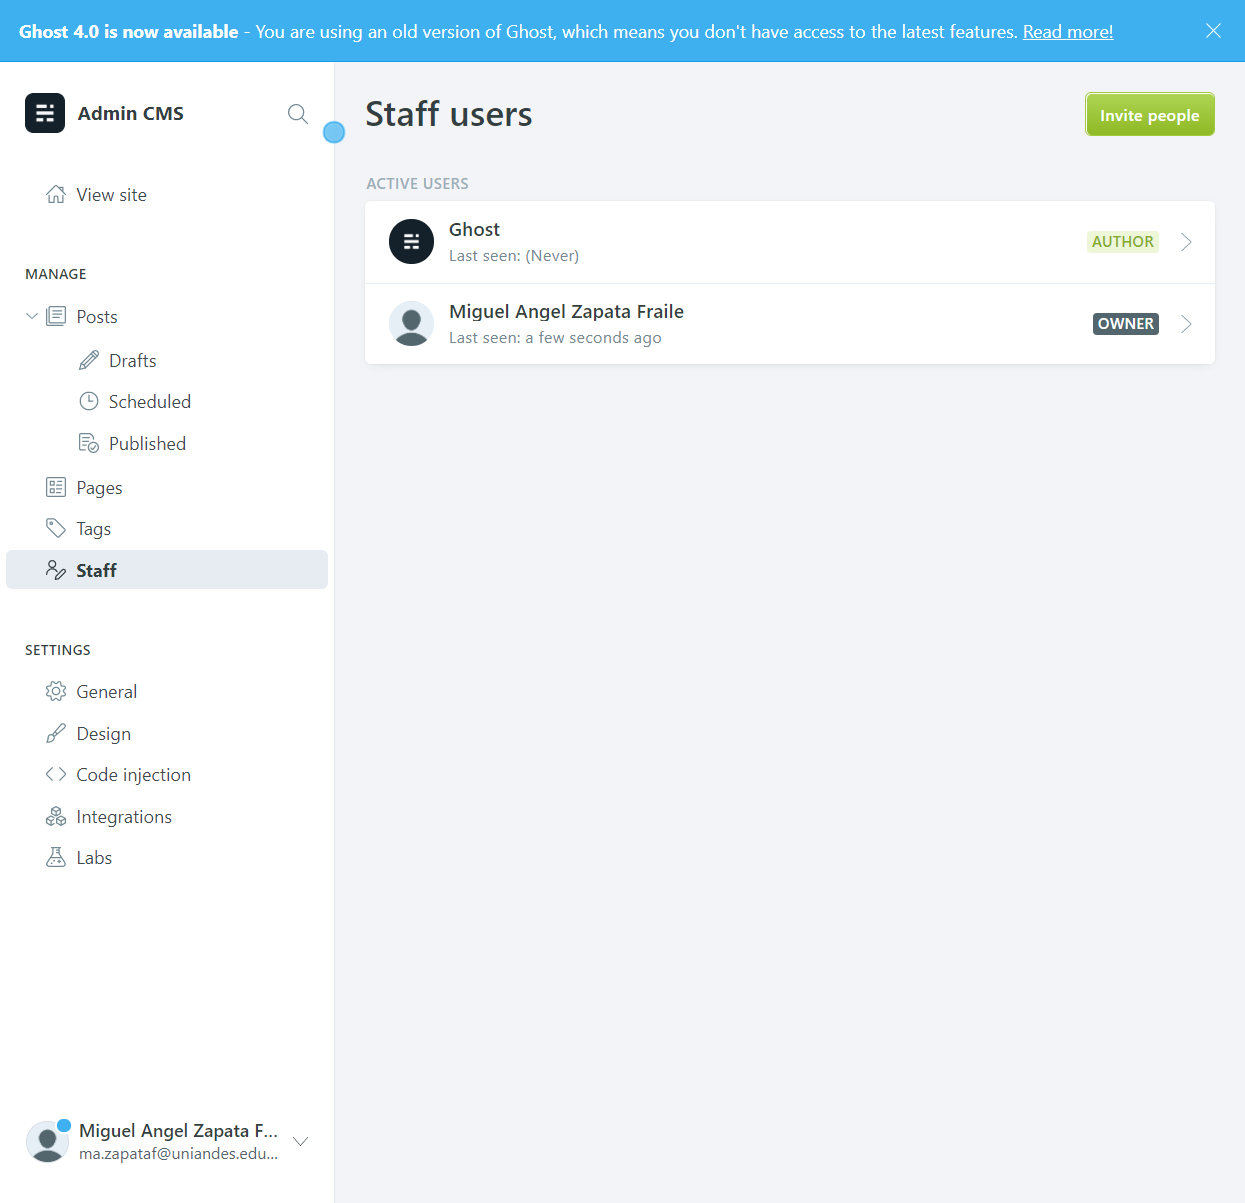 Ghost 4.0 is now available - You are using an old version of Ghost, which means you don't have access to the latest features. Read more!
Admin CMS
View site
MANAGE
Posts
Drafts
Scheduled
Published
Pages
Tags
Staff
SETTINGS
General
Design
Code injection
Integrations
Labs
Miguel Angel Zapata F...
ma.zapataf@uniandes.edu...
Staff users
Invite people
ACTIVE USERS
Ghost
Last seen: (Never)
AUTHOR
Miguel Angel Zapata Fraile
Last seen: a few seconds ago
OWNER